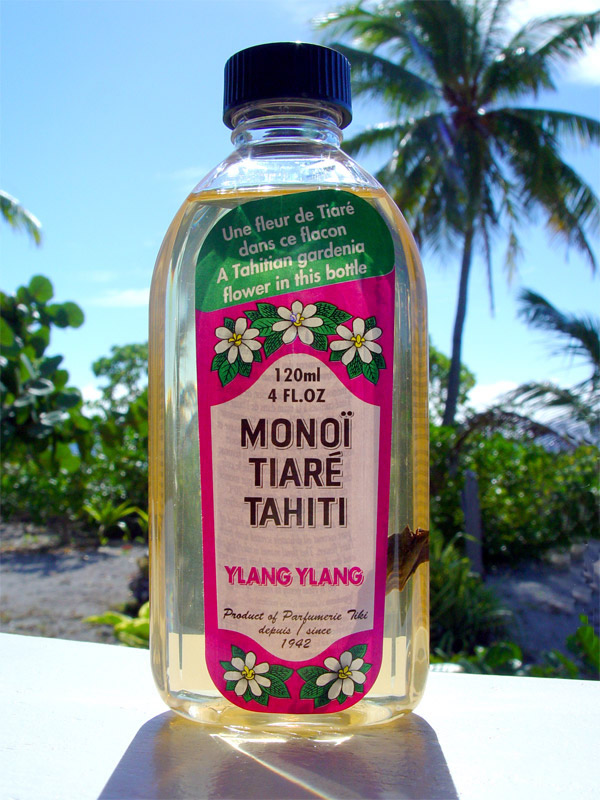 Une fleur de Tiaré
dans ce flacon
A Tahitian gardenia
flower in this bottle
120ml
4 FL.OZ
MONOÏ
TIARÉ
TAHITI
YLANG YLANG
Product of Parfumerie Tiki
depuis / since
1942